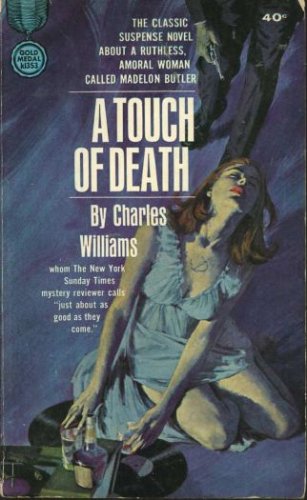 GOLD
MEDAL
k1353
THE CLASSIC
SUSPENSE NOVEL
ABOUT A RUTHLESS,
AMORAL WOMAN
CALLED MADELON BUTLER
40¢
A TOUCH
OF DEATH
By Charles
Williams
whom The New York
Sunday Times
mystery reviewer calls
"just about as
good as they
come."